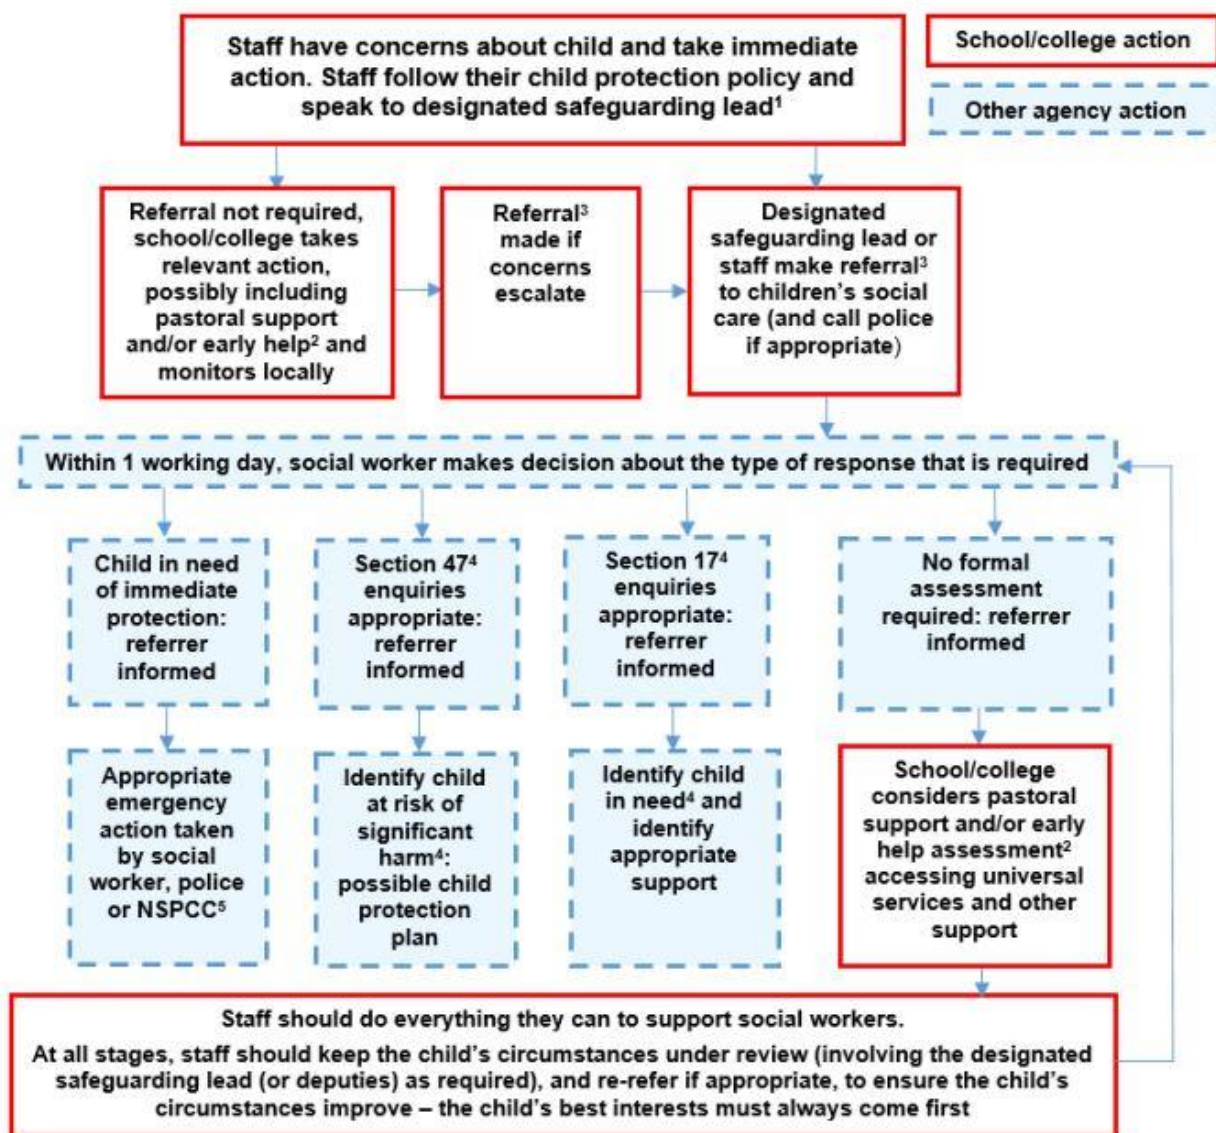 Staff have concerns about child and take immediate
action. Staff follow their child protection policy and
speak to designated safeguarding lead¹
School/college action
Other agency action
Referral not required,
school/college takes
relevant action,
possibly including
pastoral support
and/or early help² and
monitors locally
Referral³
made if
concerns
escalate
Designated
safeguarding lead or
staff make referral³
to children's social
care (and call police
if appropriate)
Within 1 working day, social worker makes decision about the type of response that is required
Child in need
of immediate
protection:
referrer
informed
Section 47⁴
enquiries
appropriate:
referrer
informed
Section 17⁴
enquiries
appropriate:
referrer
informed
No formal
assessment
required: referrer
informed
Appropriate
emergency
action taken
by social
worker, police
or NSPCC⁵
Identify child
at risk of
significant
harm⁴:
possible child
protection
plan
Identify child
in need⁴ and
identify
appropriate
support
School/college
considers pastoral
support and/or early
help assessment²
accessing universal
services and other
support
Staff should do everything they can to support social workers.
At all stages, staff should keep the child's circumstances under review (involving the designated
safeguarding lead (or deputies) as required), and re-refer if appropriate, to ensure the child's
circumstances improve – the child's best interests must always come first